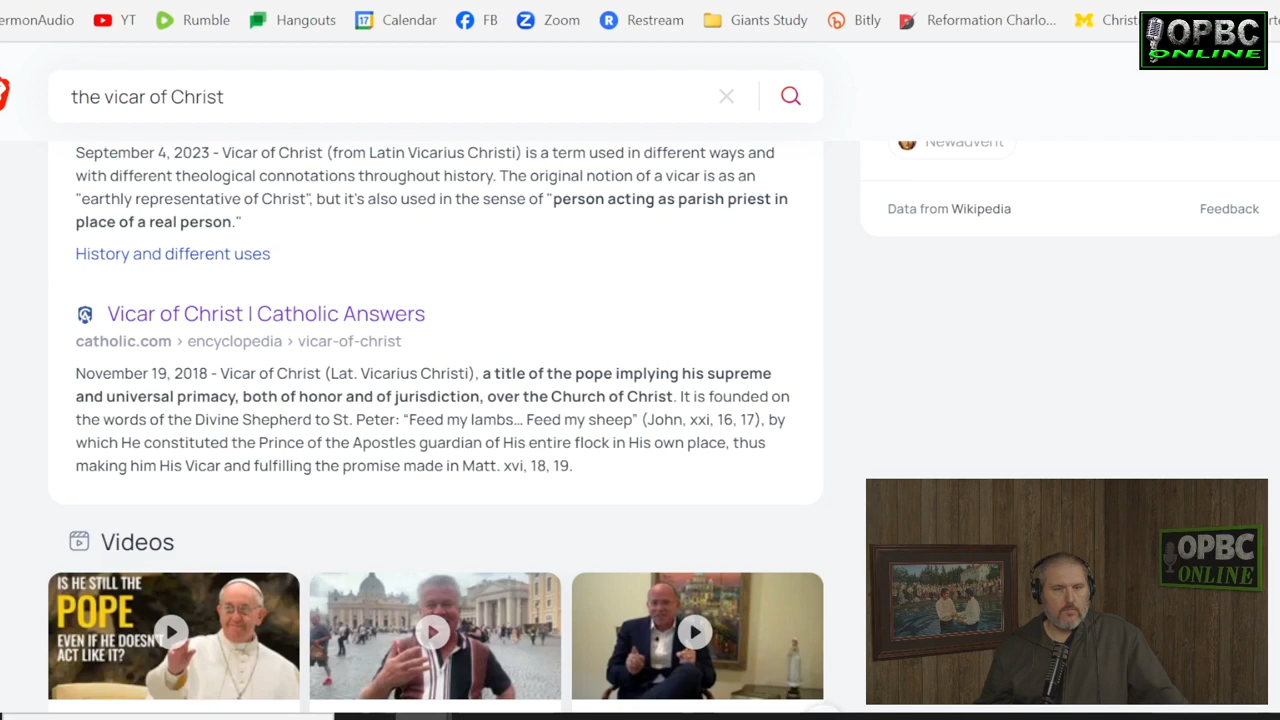 ermonAudio YT Rumble Hangouts 17 Calendar FB Z Zoom R Restream Giants Study Bitly Reformation Charlo... Christ
OPBC
ONLINE
the vicar of Christ
September 4, 2023 - Vicar of Christ (from Latin Vicarius Christi) is a term used in different ways and
with different theological connotations throughout history. The original notion of a vicar is as an
"earthly representative of Christ", but it's also used in the sense of "person acting as parish priest in
place of a real person."
History and different uses
Newadvent
Data from Wikipedia Feedback
Vicar of Christ | Catholic Answers
catholic.com › encyclopedia › vicar-of-christ
November 19, 2018 - Vicar of Christ (Lat. Vicarius Christi), a title of the pope implying his supreme
and universal primacy, both of honor and of jurisdiction, over the Church of Christ. It is founded on
the words of the Divine Shepherd to St. Peter: “Feed my lambs… Feed my sheep” (John, xxi, 16, 17), by
which He constituted the Prince of the Apostles guardian of His entire flock in His own place, thus
making him His Vicar and fulfilling the promise made in Matt. xvi, 18, 19.
Videos
IS HE STILL THE
POPE
EVEN IF HE DOESN'T
ACT LIKE IT?
OPBC
ONLINE